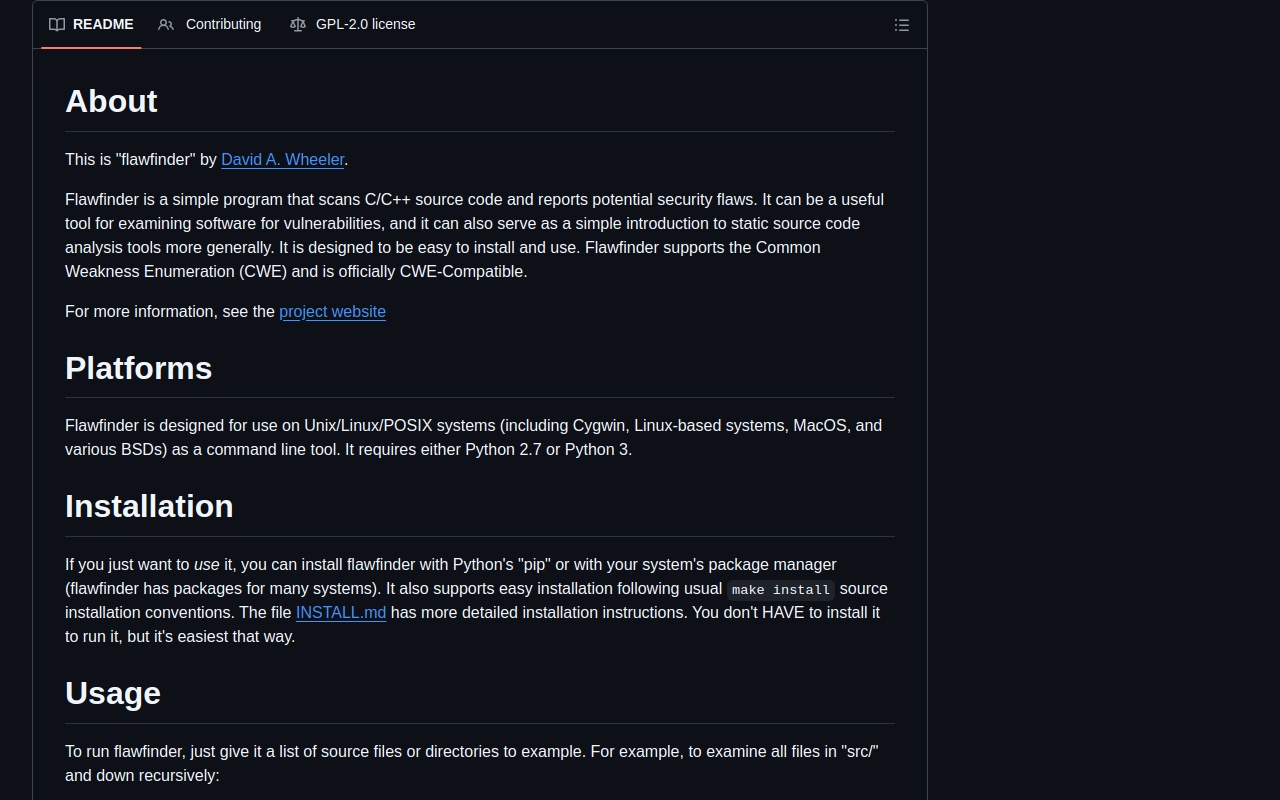 README Contributing GPL-2.0 license
About
This is "flawfinder" by David A. Wheeler.
Flawfinder is a simple program that scans C/C++ source code and reports potential security flaws. It can be a useful
tool for examining software for vulnerabilities, and it can also serve as a simple introduction to static source code
analysis tools more generally. It is designed to be easy to install and use. Flawfinder supports the Common
Weakness Enumeration (CWE) and is officially CWE-Compatible.
For more information, see the project website
Platforms
Flawfinder is designed for use on Unix/Linux/POSIX systems (including Cygwin, Linux-based systems, MacOS, and
various BSDs) as a command line tool. It requires either Python 2.7 or Python 3.
Installation
If you just want to use it, you can install flawfinder with Python's "pip" or with your system's package manager
(flawfinder has packages for many systems). It also supports easy installation following usual make install source
installation conventions. The file INSTALL.md has more detailed installation instructions. You don't HAVE to install it
to run it, but it's easiest that way.
Usage
To run flawfinder, just give it a list of source files or directories to example. For example, to examine all files in "src/"
and down recursively: